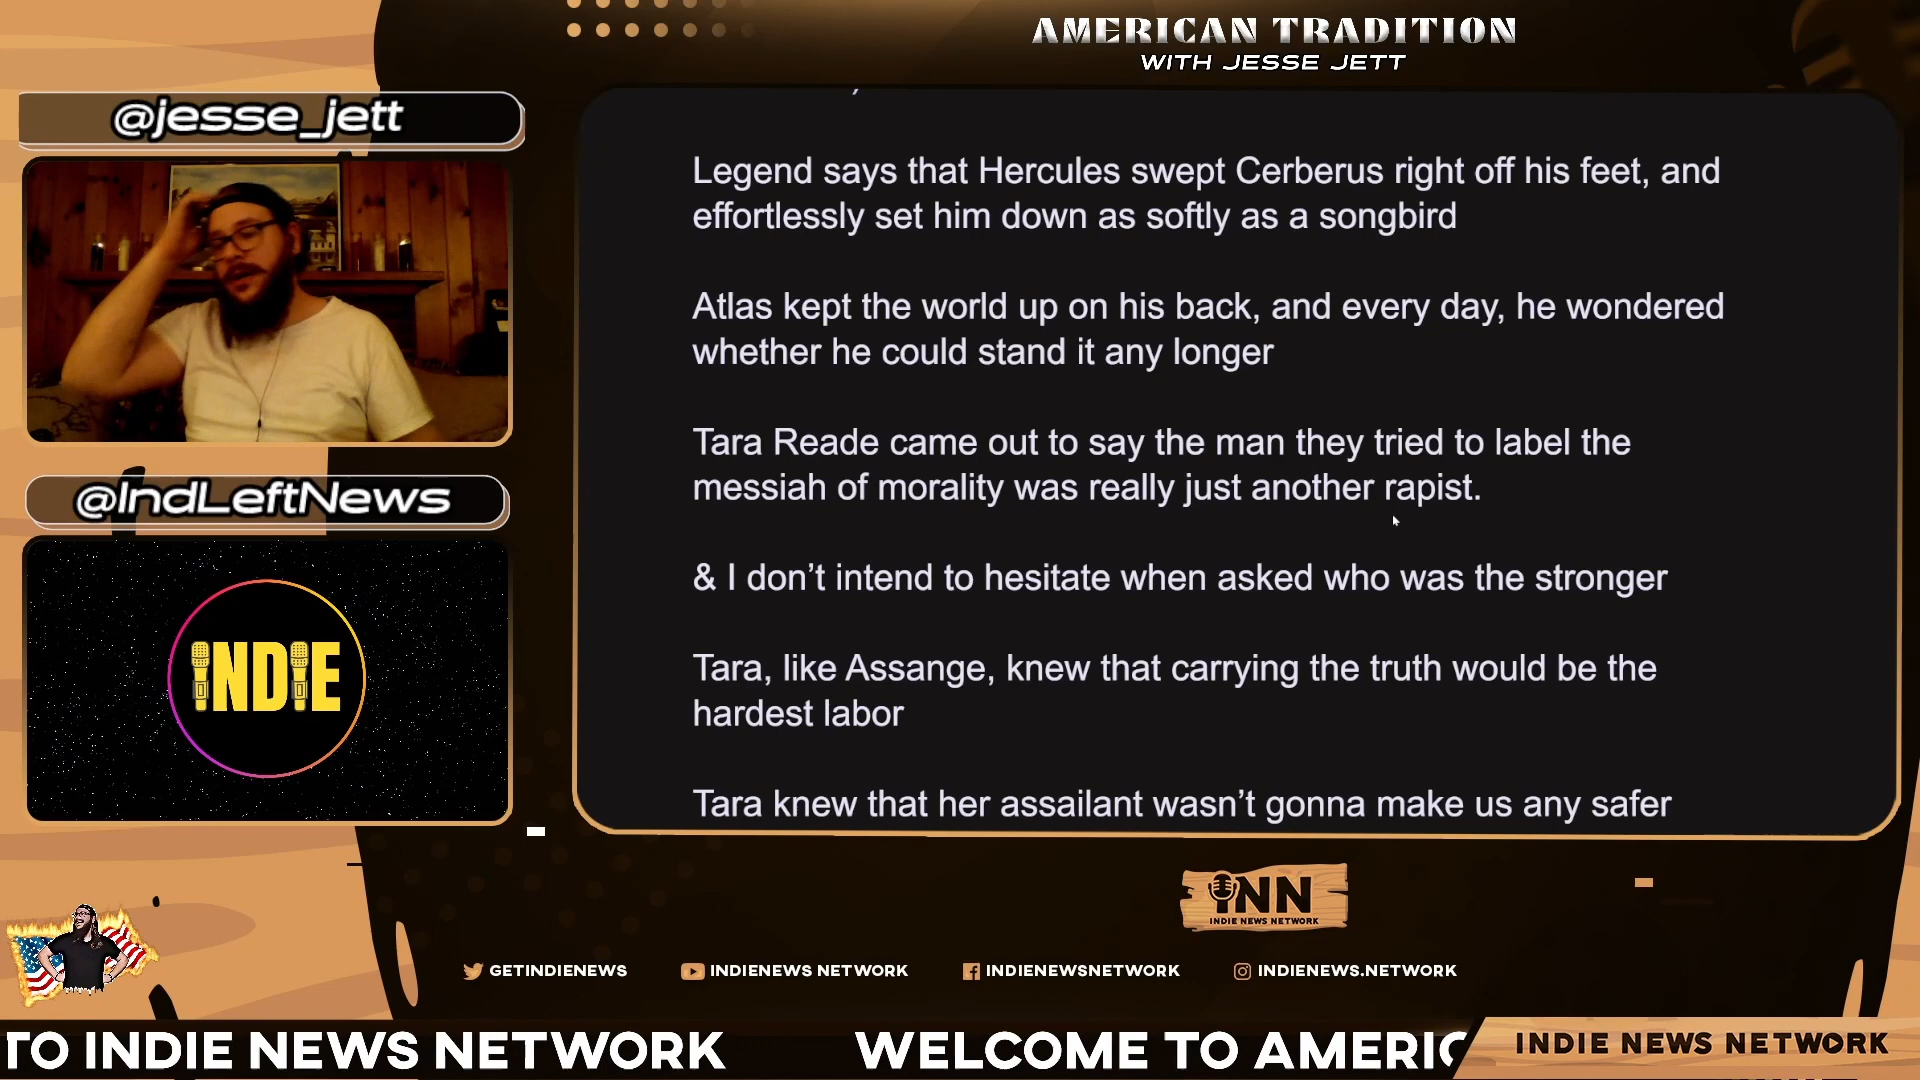 AMERICAN TRADITION
WITH JESSE JETT
@jesse_jett
Legend says that Hercules swept Cerberus right off his feet, and
effortlessly set him down as softly as a songbird
Atlas kept the world up on his back, and every day, he wondered
whether he could stand it any longer
Tara Reade came out to say the man they tried to label the
messiah of morality was really just another rapist.
& I don’t intend to hesitate when asked who was the stronger
Tara, like Assange, knew that carrying the truth would be the
hardest labor
Tara knew that her assailant wasn’t gonna make us any safer
@IndLeftNews
INDIE
INN
INDIE NEWS NETWORK
GETINDIENEWS
INDIENEWS NETWORK
INDIENEWSNETWORK
INDIENEWS.NETWORK
TO INDIE NEWS NETWORK WELCOME TO AMERIC
INDIE NEWS NETWORK